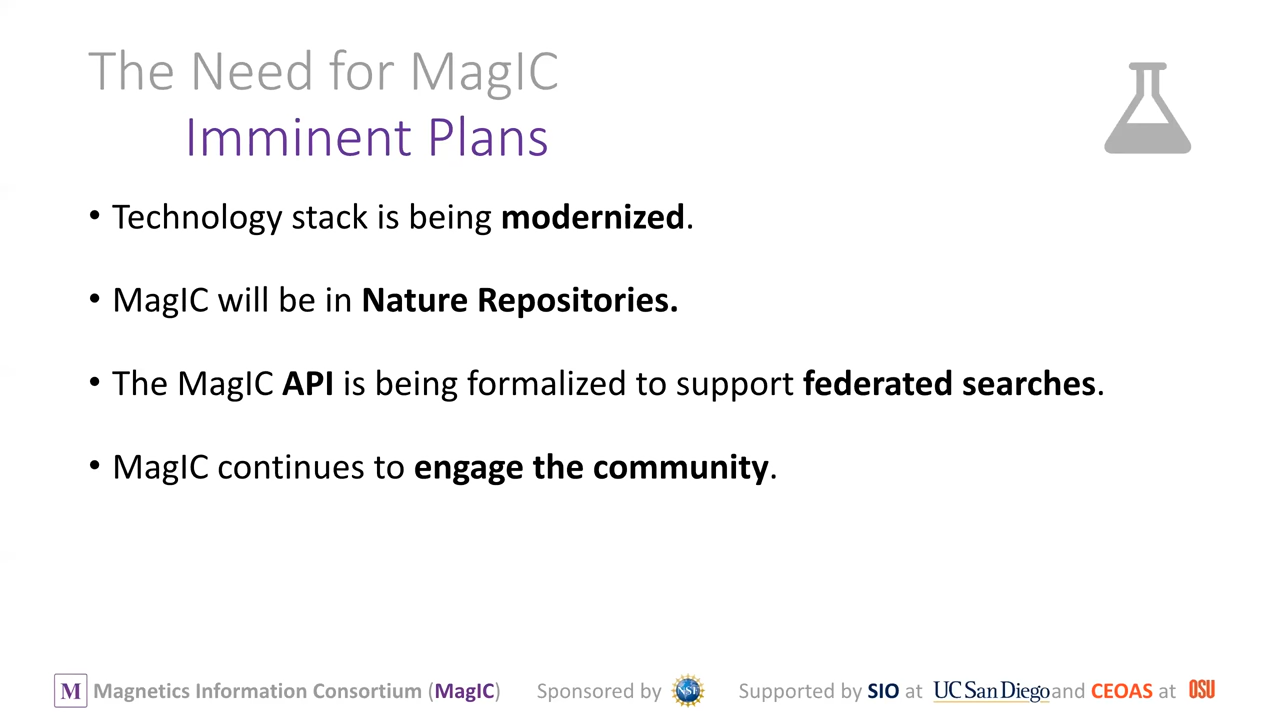 The Need for MagIC
Imminent Plans
• Technology stack is being modernized.
• MagIC will be in Nature Repositories.
• The MagIC API is being formalized to support federated searches.
• MagIC continues to engage the community.
M Magnetics Information Consortium (MagIC) Sponsored by NSF Supported by SIO at UC San Diego and CEOAS at OSU